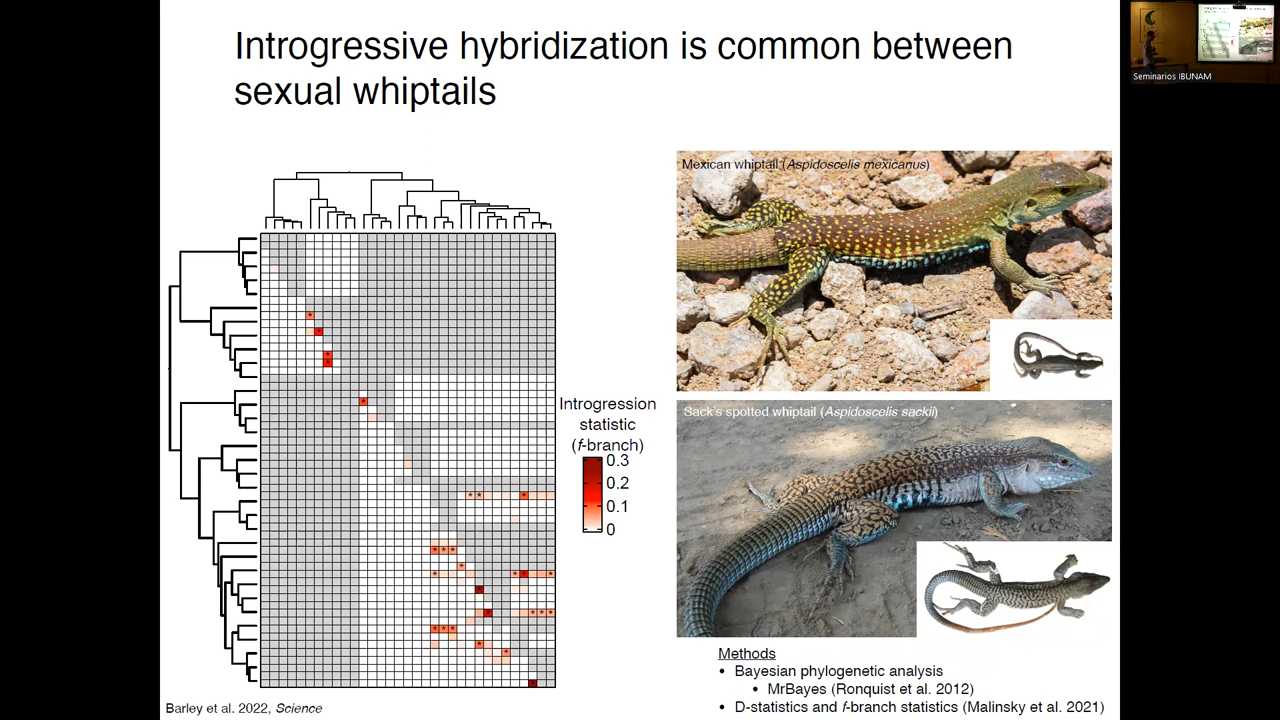 Introgressive hybridization is common between
sexual whiptails
Seminarios IBUNAM
Mexican whiptail (Aspidoscelis mexicanus)
Introgression
statistic
(f-branch)
0.3
0.2
0.1
0
Sack's spotted whiptail (Aspidoscelis sackii)
Methods
• Bayesian phylogenetic analysis
• MrBayes (Ronquist et al. 2012)
• D-statistics and f-branch statistics (Malinsky et al. 2021)
Barley et al. 2022, Science